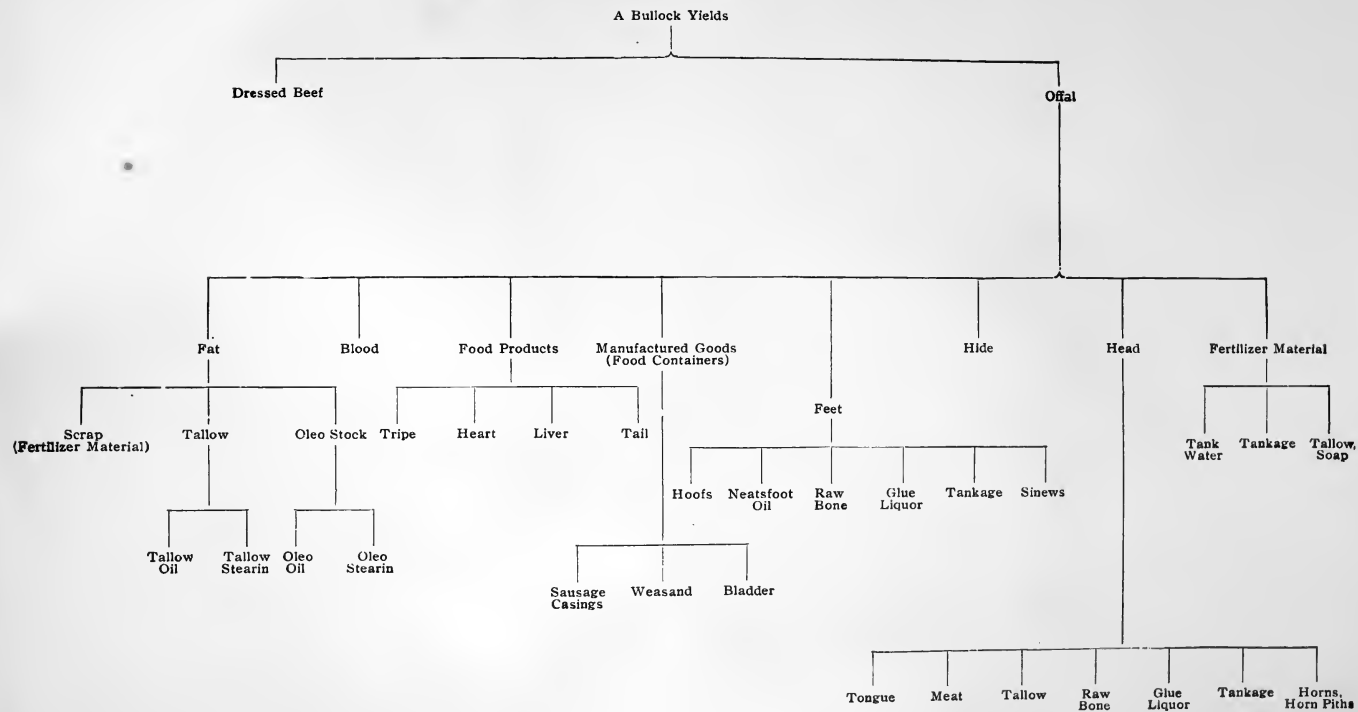 A Bullock Yields
Dressed Beef
Offal
Fat
Blood
Food Products
Manufactured Goods
(Food Containers)
Feet
Hide
Head
Fertilizer Material
Scrap
(Fertilizer Material)
Tallow
Oleo Stock
Tripe
Heart
Liver
Tail
Tank
Water
Tankage
Tallow,
Soap
Hoofs
Neatsfoot
Oil
Raw
Bone
Glue
Liquor
Tankage
Sinews
Tallow
Oil
Tallow
Stearin
Oleo
Oil
Oleo
Stearin
Sausage
Casings
Weasand
Bladder
Tongue
Meat
Tallow
Raw
Bone
Glue
Liquor
Tankage
Horns,
Horn Piths